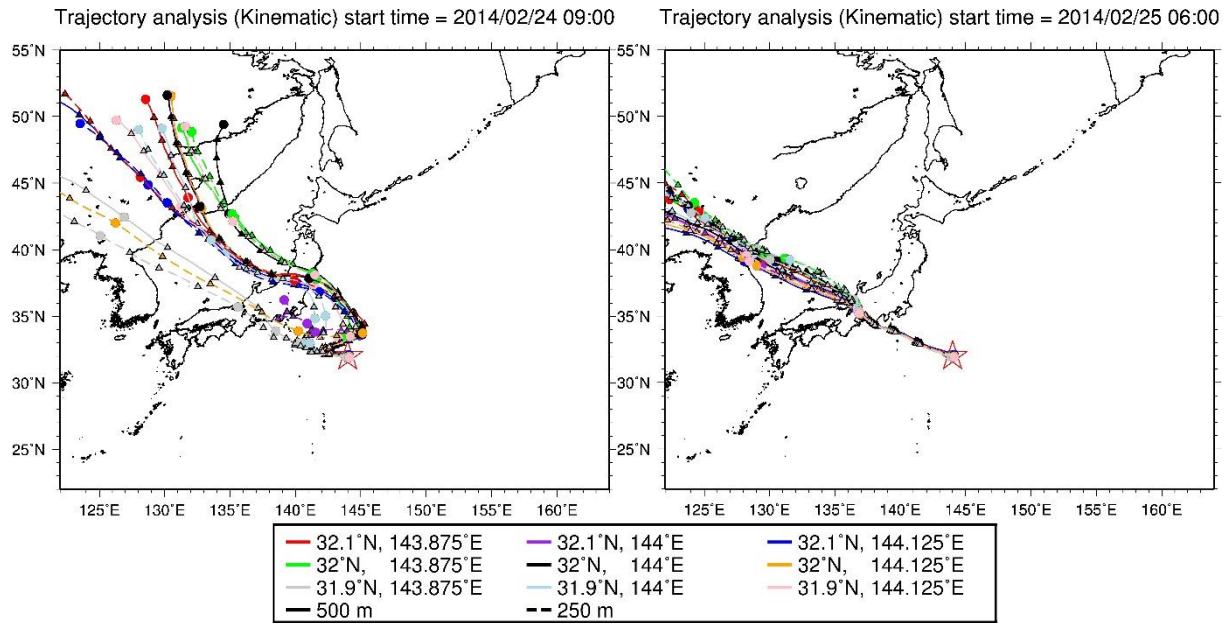 Trajectory analysis (Kinematic) start time = 2014/02/24 09:00
Trajectory analysis (Kinematic) start time = 2014/02/25 06:00
55˚N
50˚N
45˚N
40˚N
35˚N
30˚N
25˚N
125˚E 130˚E 135˚E 140˚E 145˚E 150˚E 155˚E 160˚E
55˚N
50˚N
45˚N
40˚N
35˚N
30˚N
25˚N
125˚E 130˚E 135˚E 140˚E 145˚E 150˚E 155˚E 160˚E
32.1˚N, 143.875˚E 32.1˚N, 144˚E 32.1˚N, 144.125˚E
32˚N, 143.875˚E 32˚N, 144˚E 32˚N, 144.125˚E
31.9˚N, 143.875˚E 31.9˚N, 144˚E 31.9˚N, 144.125˚E
500 m 250 m